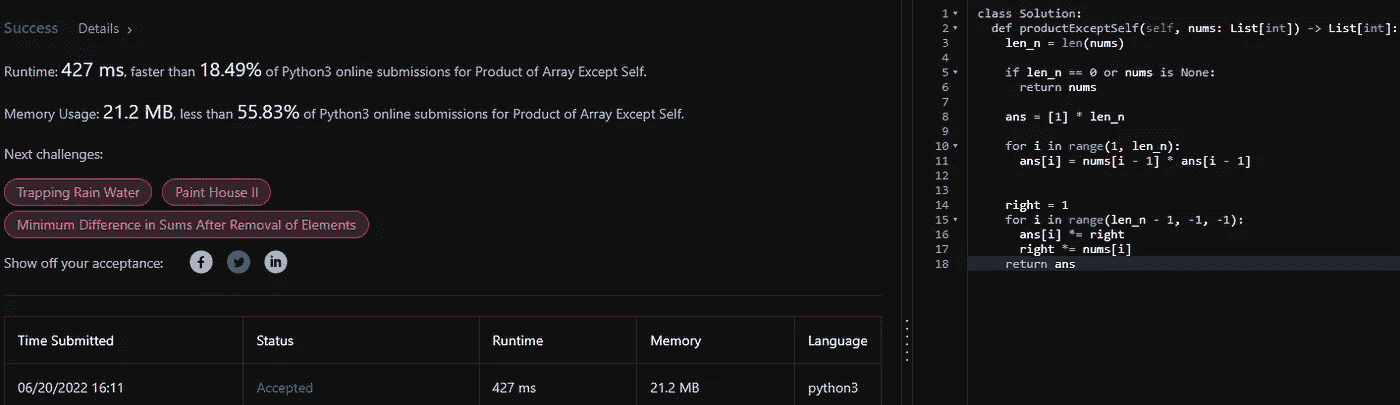 Success Details >
Runtime: 427 ms, faster than 18.49% of Python3 online submissions for Product of Array Except Self.
Memory Usage: 21.2 MB, less than 55.83% of Python3 online submissions for Product of Array Except Self.
Next challenges:
Trapping Rain Water Paint House II
Minimum Difference in Sums After Removal of Elements
Show off your acceptance:
Time Submitted Status Runtime Memory Language
06/20/2022 16:11 Accepted 427 ms 21.2 MB python3
1 class Solution:
2 def productExceptSelf(self, nums: List[int]) -> List[int]:
3 len_n = len(nums)
4
5 if len_n == 0 or nums is None:
6 return nums
7
8 ans = [1] * len_n
9
10 for i in range(1, len_n):
11 ans[i] = nums[i - 1] * ans[i - 1]
12
13
14 right = 1
15 for i in range(len_n - 1, -1, -1):
16 ans[i] *= right
17 right *= nums[i]
18 return ans